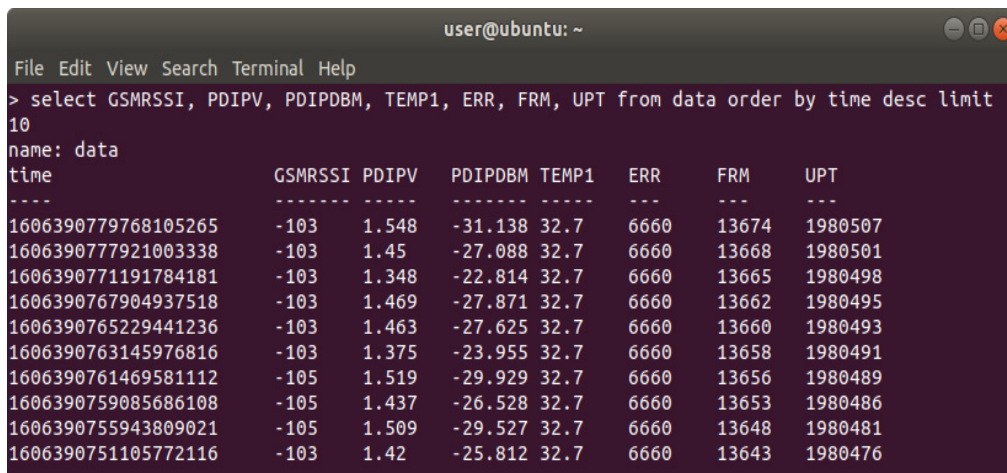 user@ubuntu: ~
File Edit View Search Terminal Help
> select GSMRSSI, PDIPV, PDIPDBM, TEMP1, ERR, FRM, UPT from data order by time desc limit
10
name: data
time GSMRSSI PDIPV PDIPDBM TEMP1 ERR FRM UPT
---- ------- ----- ------- ----- --- --- ---
1606390779768105265 -103 1.548 -31.138 32.7 6660 13674 1980507
1606390777921003338 -103 1.45 -27.088 32.7 6660 13668 1980501
1606390771191784181 -103 1.348 -22.814 32.7 6660 13665 1980498
1606390767904937518 -103 1.469 -27.871 32.7 6660 13662 1980495
1606390765229441236 -103 1.463 -27.625 32.7 6660 13660 1980493
1606390763145976816 -103 1.375 -23.955 32.7 6660 13658 1980491
1606390761469581112 -105 1.519 -29.929 32.7 6660 13656 1980489
1606390759085686108 -105 1.437 -26.528 32.7 6660 13653 1980486
1606390755943809021 -105 1.509 -29.527 32.7 6660 13648 1980481
1606390751105772116 -103 1.42 -25.812 32.7 6660 13643 1980476